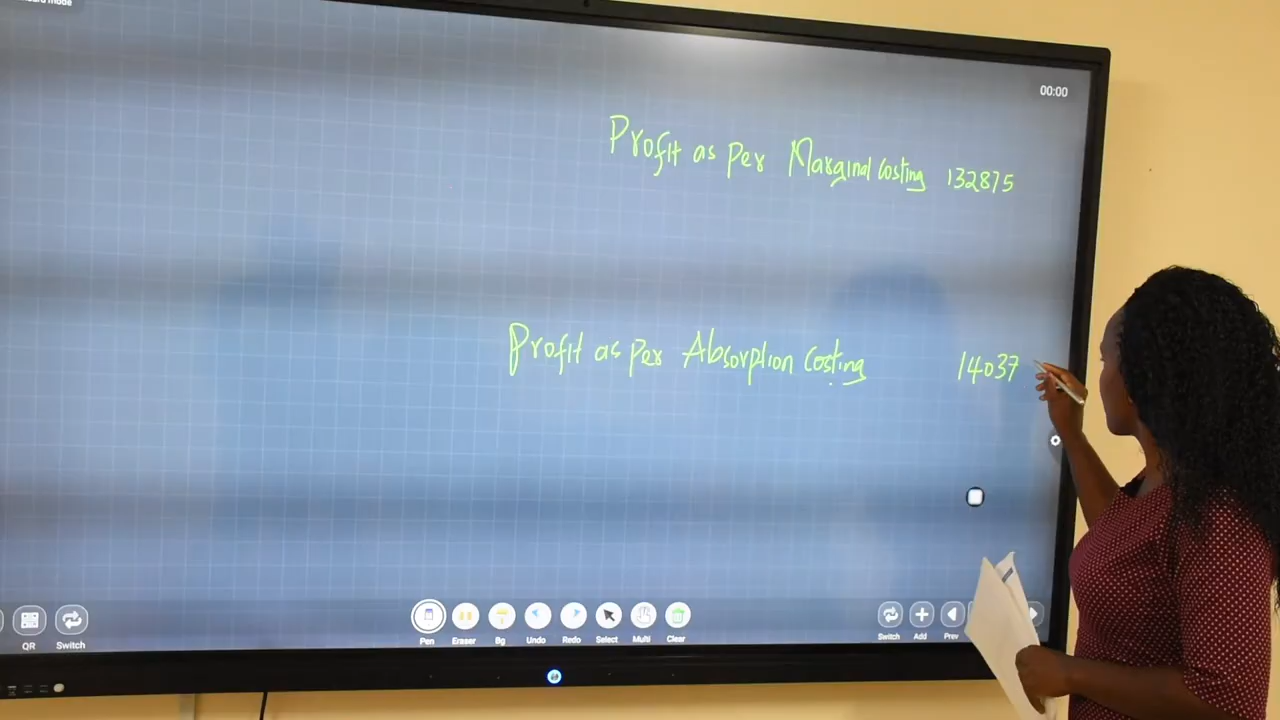 00:00
Profit as per Marginal Costing 132875
Profit as per Absorption Costing 14037
QR
Switch
Pen
Eraser
Bg
Undo
Redo
Select
Multi
Clear
Switch
Add
Prev